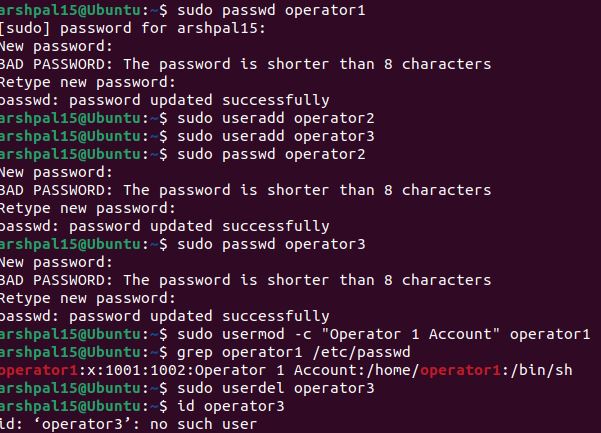 arshpal15@Ubuntu:~$ sudo passwd operator1
[sudo] password for arshpal15:
New password:
BAD PASSWORD: The password is shorter than 8 characters
Retype new password:
passwd: password updated successfully
arshpal15@Ubuntu:~$ sudo useradd operator2
arshpal15@Ubuntu:~$ sudo useradd operator3
arshpal15@Ubuntu:~$ sudo passwd operator2
New password:
BAD PASSWORD: The password is shorter than 8 characters
Retype new password:
passwd: password updated successfully
arshpal15@Ubuntu:~$ sudo passwd operator3
New password:
BAD PASSWORD: The password is shorter than 8 characters
Retype new password:
passwd: password updated successfully
arshpal15@Ubuntu:~$ sudo usermod -c "Operator 1 Account" operator1
arshpal15@Ubuntu:~$ grep operator1 /etc/passwd
operator1:x:1001:1002:Operator 1 Account:/home/operator1:/bin/sh
arshpal15@Ubuntu:~$ sudo userdel operator3
arshpal15@Ubuntu:~$ id operator3
id: ‘operator3’: no such user